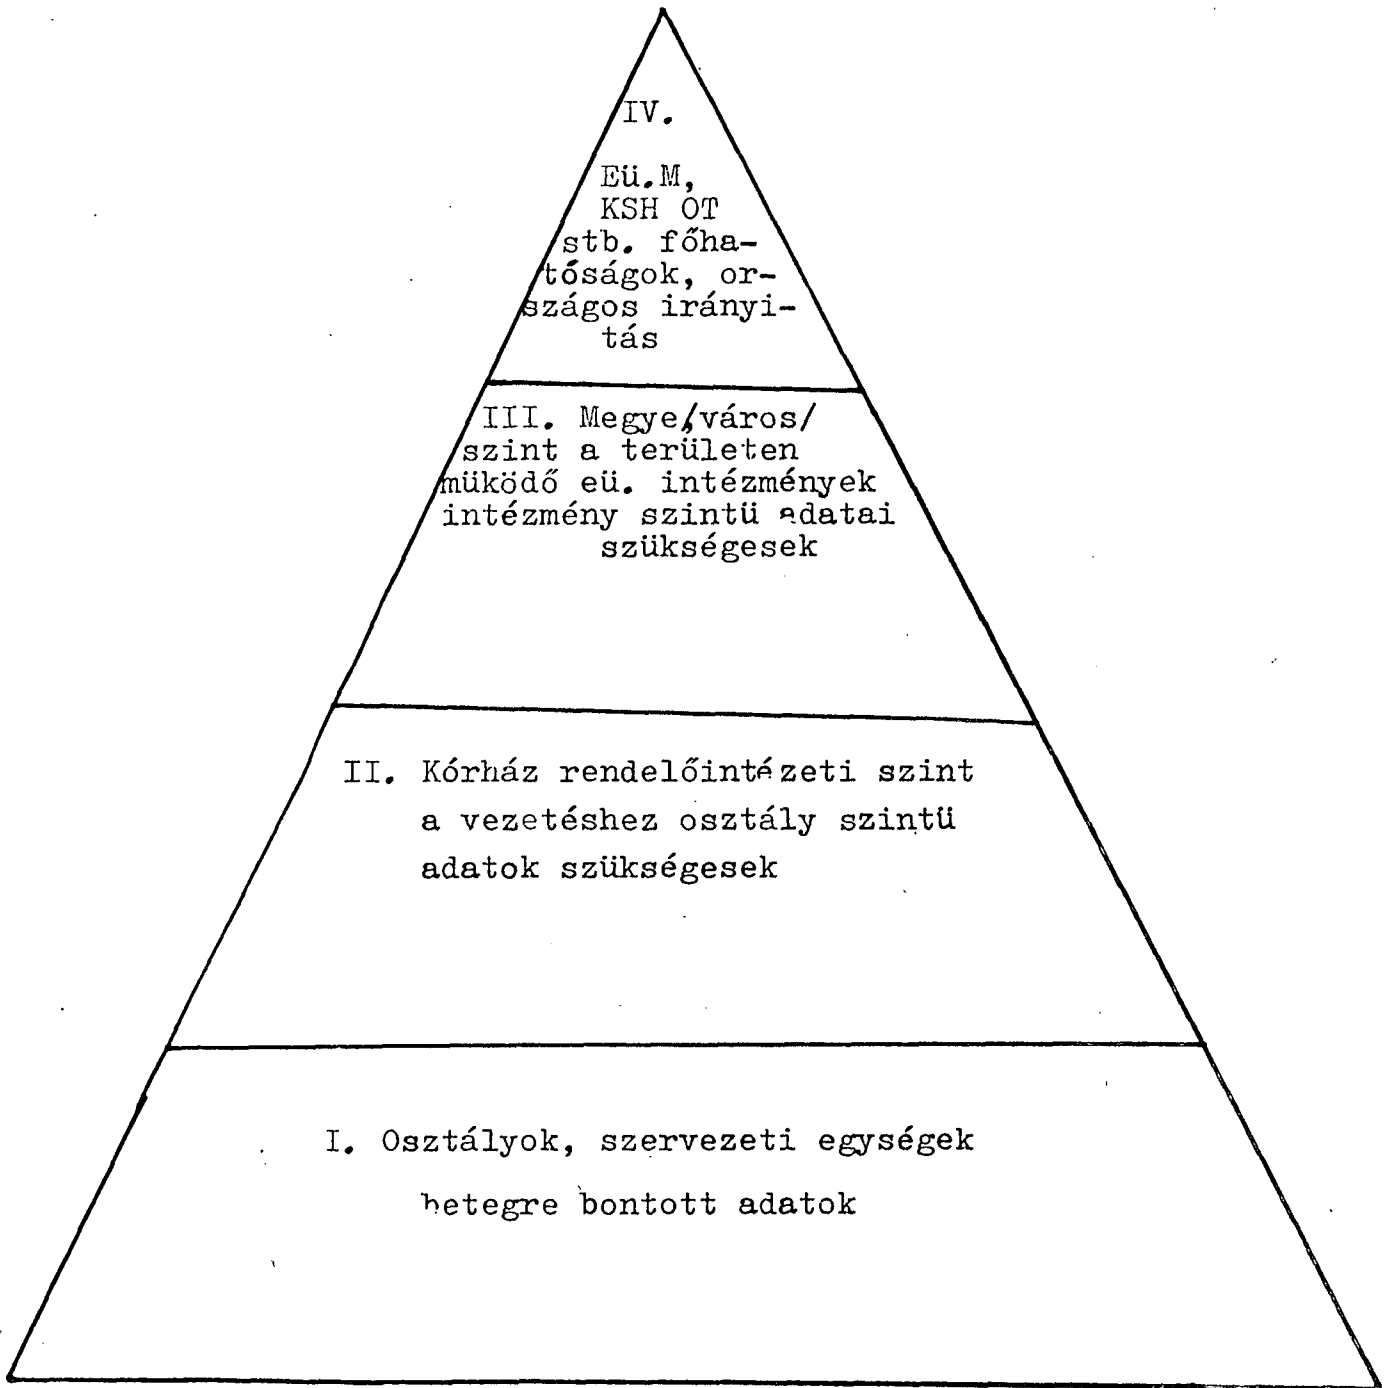 IV.
Eü.M,
KSH OT
stb. főha-
tóságok, or-
szágos irányi-
tás
III. Megye/város/
szint a területen
müködő eü. intézmények
intézmény szintü adatai
szükségesek
II. Kórház rendelőintézeti szint
a vezetéshez osztály szintü
adatok szükségesek
I. Osztályok, szervezeti egységek
betegre bontott adatok